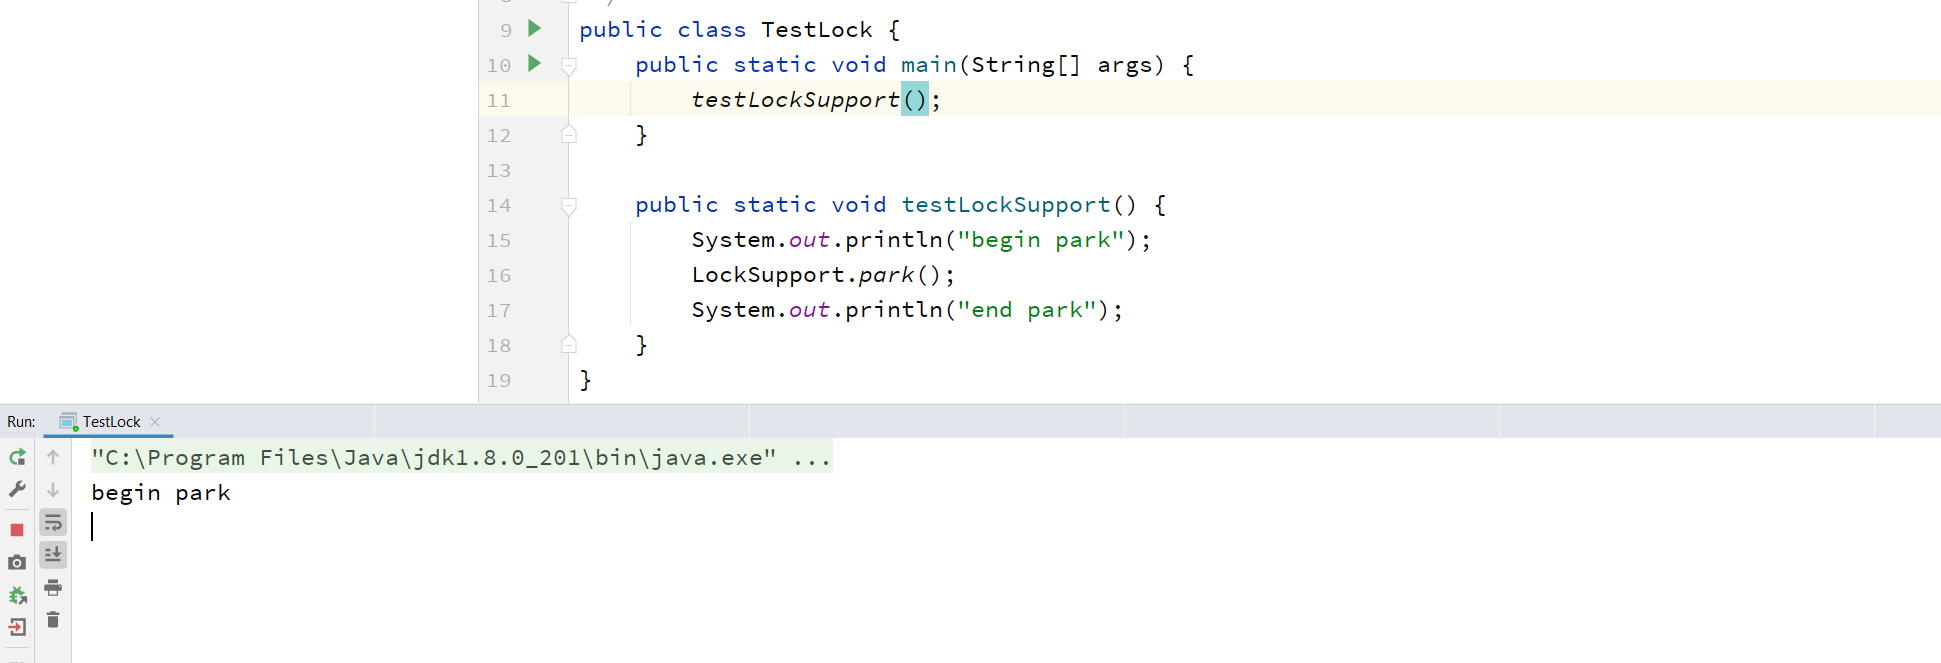 9 public class TestLock {
10 public static void main(String[] args) {
11 testLockSupport();
12 }
13
14 public static void testLockSupport() {
15 System.out.println("begin park");
16 LockSupport.park();
17 System.out.println("end park");
18 }
19 }
Run: TestLock
"C:\Program Files\Java\jdk1.8.0_201\bin\java.exe" ...
begin park